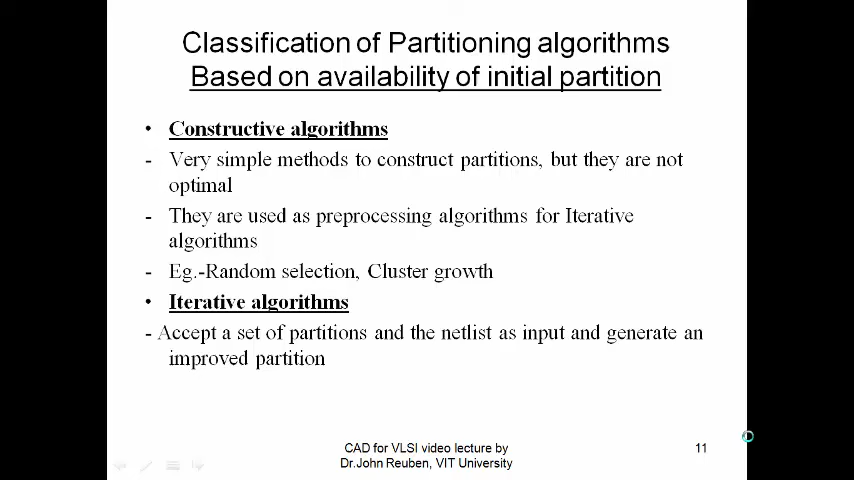 Classification of Partitioning algorithms
Based on availability of initial partition
• Constructive algorithms
- Very simple methods to construct partitions, but they are not
optimal
- They are used as preprocessing algorithms for Iterative
algorithms
- Eg.-Random selection, Cluster growth
• Iterative algorithms
- Accept a set of partitions and the netlist as input and generate an
improved partition
CAD for VLSI video lecture by
Dr.John Reuben, VIT University
11